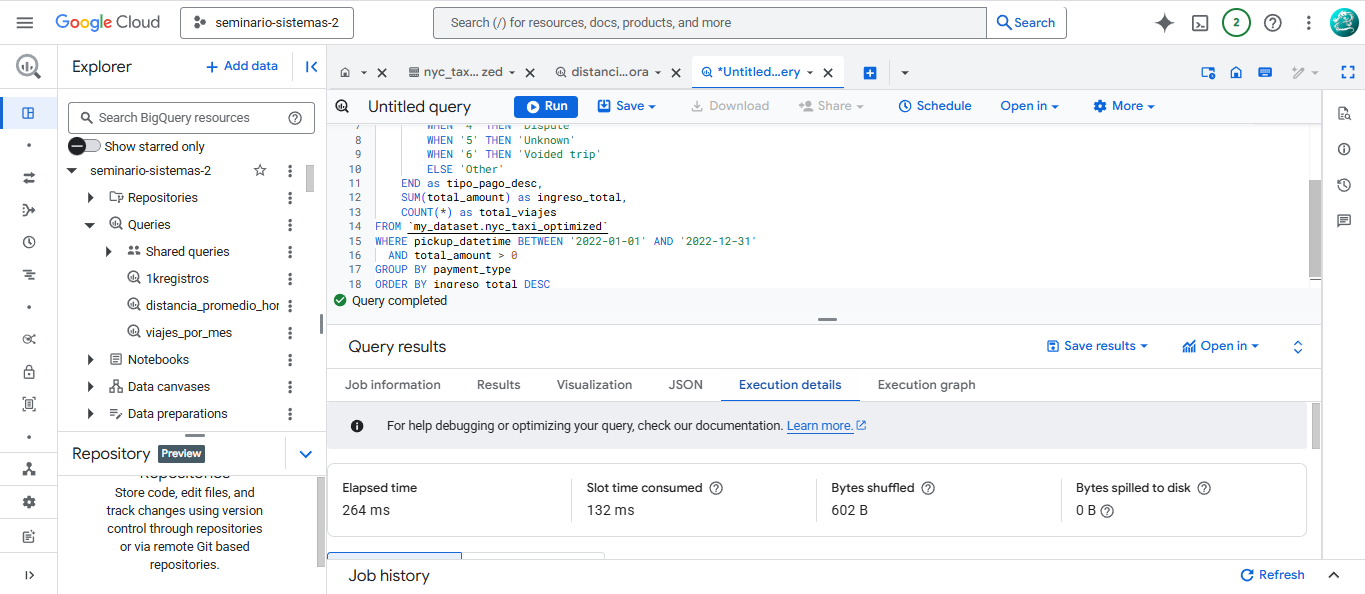 Google Cloud
seminario-sistemas-2
Search (/) for resources, docs, products, and more
Search
2
Explorer
Add data
nyc_tax... zed
distanci...ora
*Untitled...ery
Search BigQuery resources
Show starred only
seminario-sistemas-2
Repositories
Queries
Shared queries
1kregistros
distancia_promedio_hor
viajes_por_mes
Notebooks
Data canvases
Data preparations
Repository
Preview
Repositories
Store code, edit files, and
track changes using version
control through repositories
or via remote Git based
repositories.
Untitled query
Run
Save
Download
Share
Schedule
Open in
More
7 WHEN '4' THEN 'Dispute'
8 WHEN '5' THEN 'Unknown'
9 WHEN '6' THEN 'Voided trip'
10 ELSE 'Other'
11 END as tipo_pago_desc,
12 SUM(total_amount) as ingreso_total,
13 COUNT(*) as total_viajes
14 FROM `my_dataset.nyc_taxi_optimized`
15 WHERE pickup_datetime BETWEEN '2022-01-01' AND '2022-12-31'
16 AND total_amount > 0
17 GROUP BY payment_type
18 ORDER BY ingreso_total DESC
Query completed
Query results
Save results
Open in
Job information
Results
Visualization
JSON
Execution details
Execution graph
For help debugging or optimizing your query, check our documentation. Learn more.
Elapsed time
264 ms
Slot time consumed
132 ms
Bytes shuffled
602 B
Bytes spilled to disk
0 B
Job history
Refresh